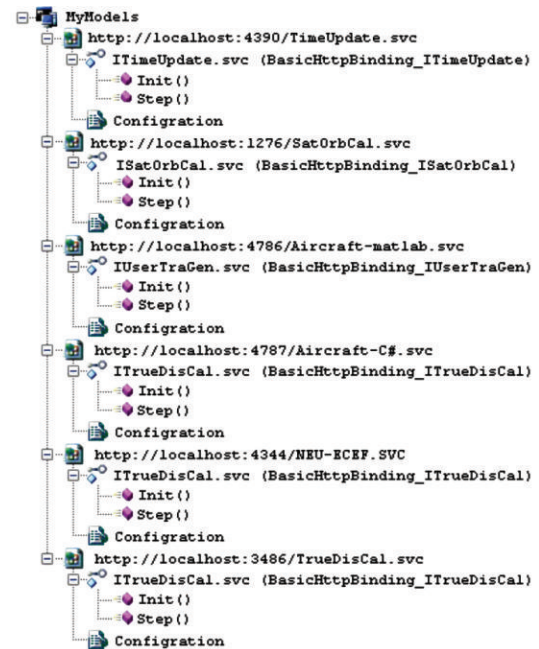 MyModels
http://localhost:4390/TimeUpdate.svc
ITimeUpdate.svc (BasicHttpBinding_ITimeUpdate)
Init()
Step()
Configration
http://localhost:1276/SatOrbCal.svc
ISatOrbCal.svc (BasicHttpBinding_ISatOrbCal)
Init()
Step()
Configration
http://localhost:4786/Aircraft-matlab.svc
IUserTraGen.svc (BasicHttpBinding_IUserTraGen)
Init()
Step()
Configration
http://localhost:4787/Aircraft-C#.svc
ITrueDisCal.svc (BasicHttpBinding_ITrueDisCal)
Init()
Step()
Configration
http://localhost:4344/NEU-ECEF.SVC
ITrueDisCal.svc (BasicHttpBinding_ITrueDisCal)
Init()
Step()
Configration
http://localhost:3486/TrueDisCal.svc
ITrueDisCal.svc (BasicHttpBinding_ITrueDisCal)
Init()
Step()
Configration